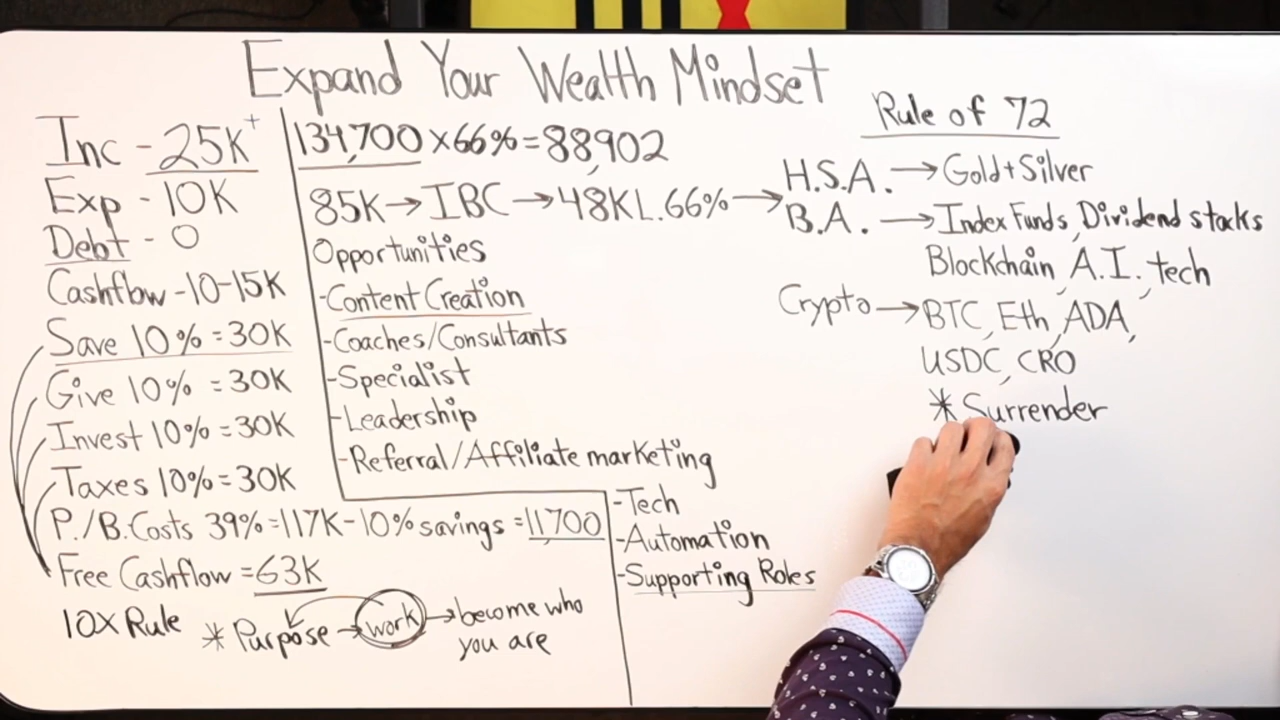 Expand Your Wealth Mindset
Inc - 25K+
Exp - 10K
Debt - 0
Cashflow - 10-15K
Save 10% = 30K
Give 10% = 30K
Invest 10% = 30K
Taxes 10% = 30K
P./B. Costs 39% = 117K - 10% savings = 11,700
Free Cashflow = 63K
10X Rule
* Purpose → work → become who
you are
134,700 x 66% = 88,902
85K → IBC → 48K L. 66% →
Opportunities
- Content Creation
- Coaches/Consultants
- Specialist
- Leadership
- Referral/Affiliate marketing
- Tech
- Automation
- Supporting Roles
Rule of 72
H.S.A. → Gold + Silver
B.A. → Index Funds, Dividend stocks
Blockchain, A.I., tech
Crypto → BTC, Eth, ADA,
USDC, CRO
* Surrender